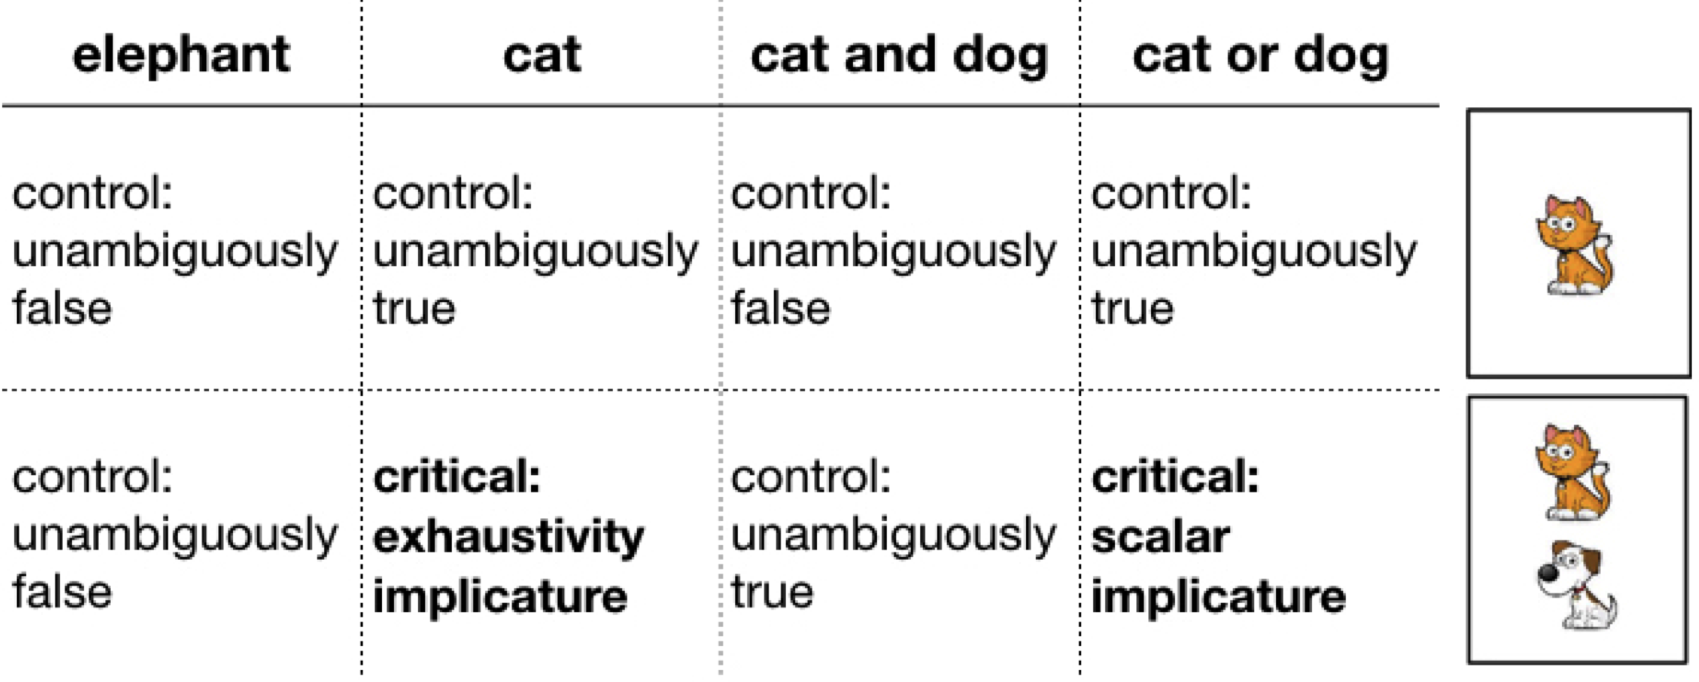 elephant cat cat and dog cat or dog
control:
unambiguously
false
control:
unambiguously
true
control:
unambiguously
false
control:
unambiguously
true
control:
unambiguously
false
critical:
exhaustivity
implicature
control:
unambiguously
true
critical:
scalar
implicature